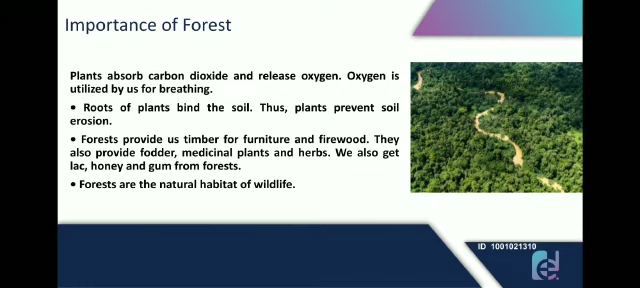 Importance of Forest
Plants absorb carbon dioxide and release oxygen. Oxygen is
utilized by us for breathing.
• Roots of plants bind the soil. Thus, plants prevent soil
erosion.
• Forests provide us timber for furniture and firewood. They
also provide fodder, medicinal plants and herbs. We also get
lac, honey and gum from forests.
• Forests are the natural habitat of wildlife.
ID 1001021310